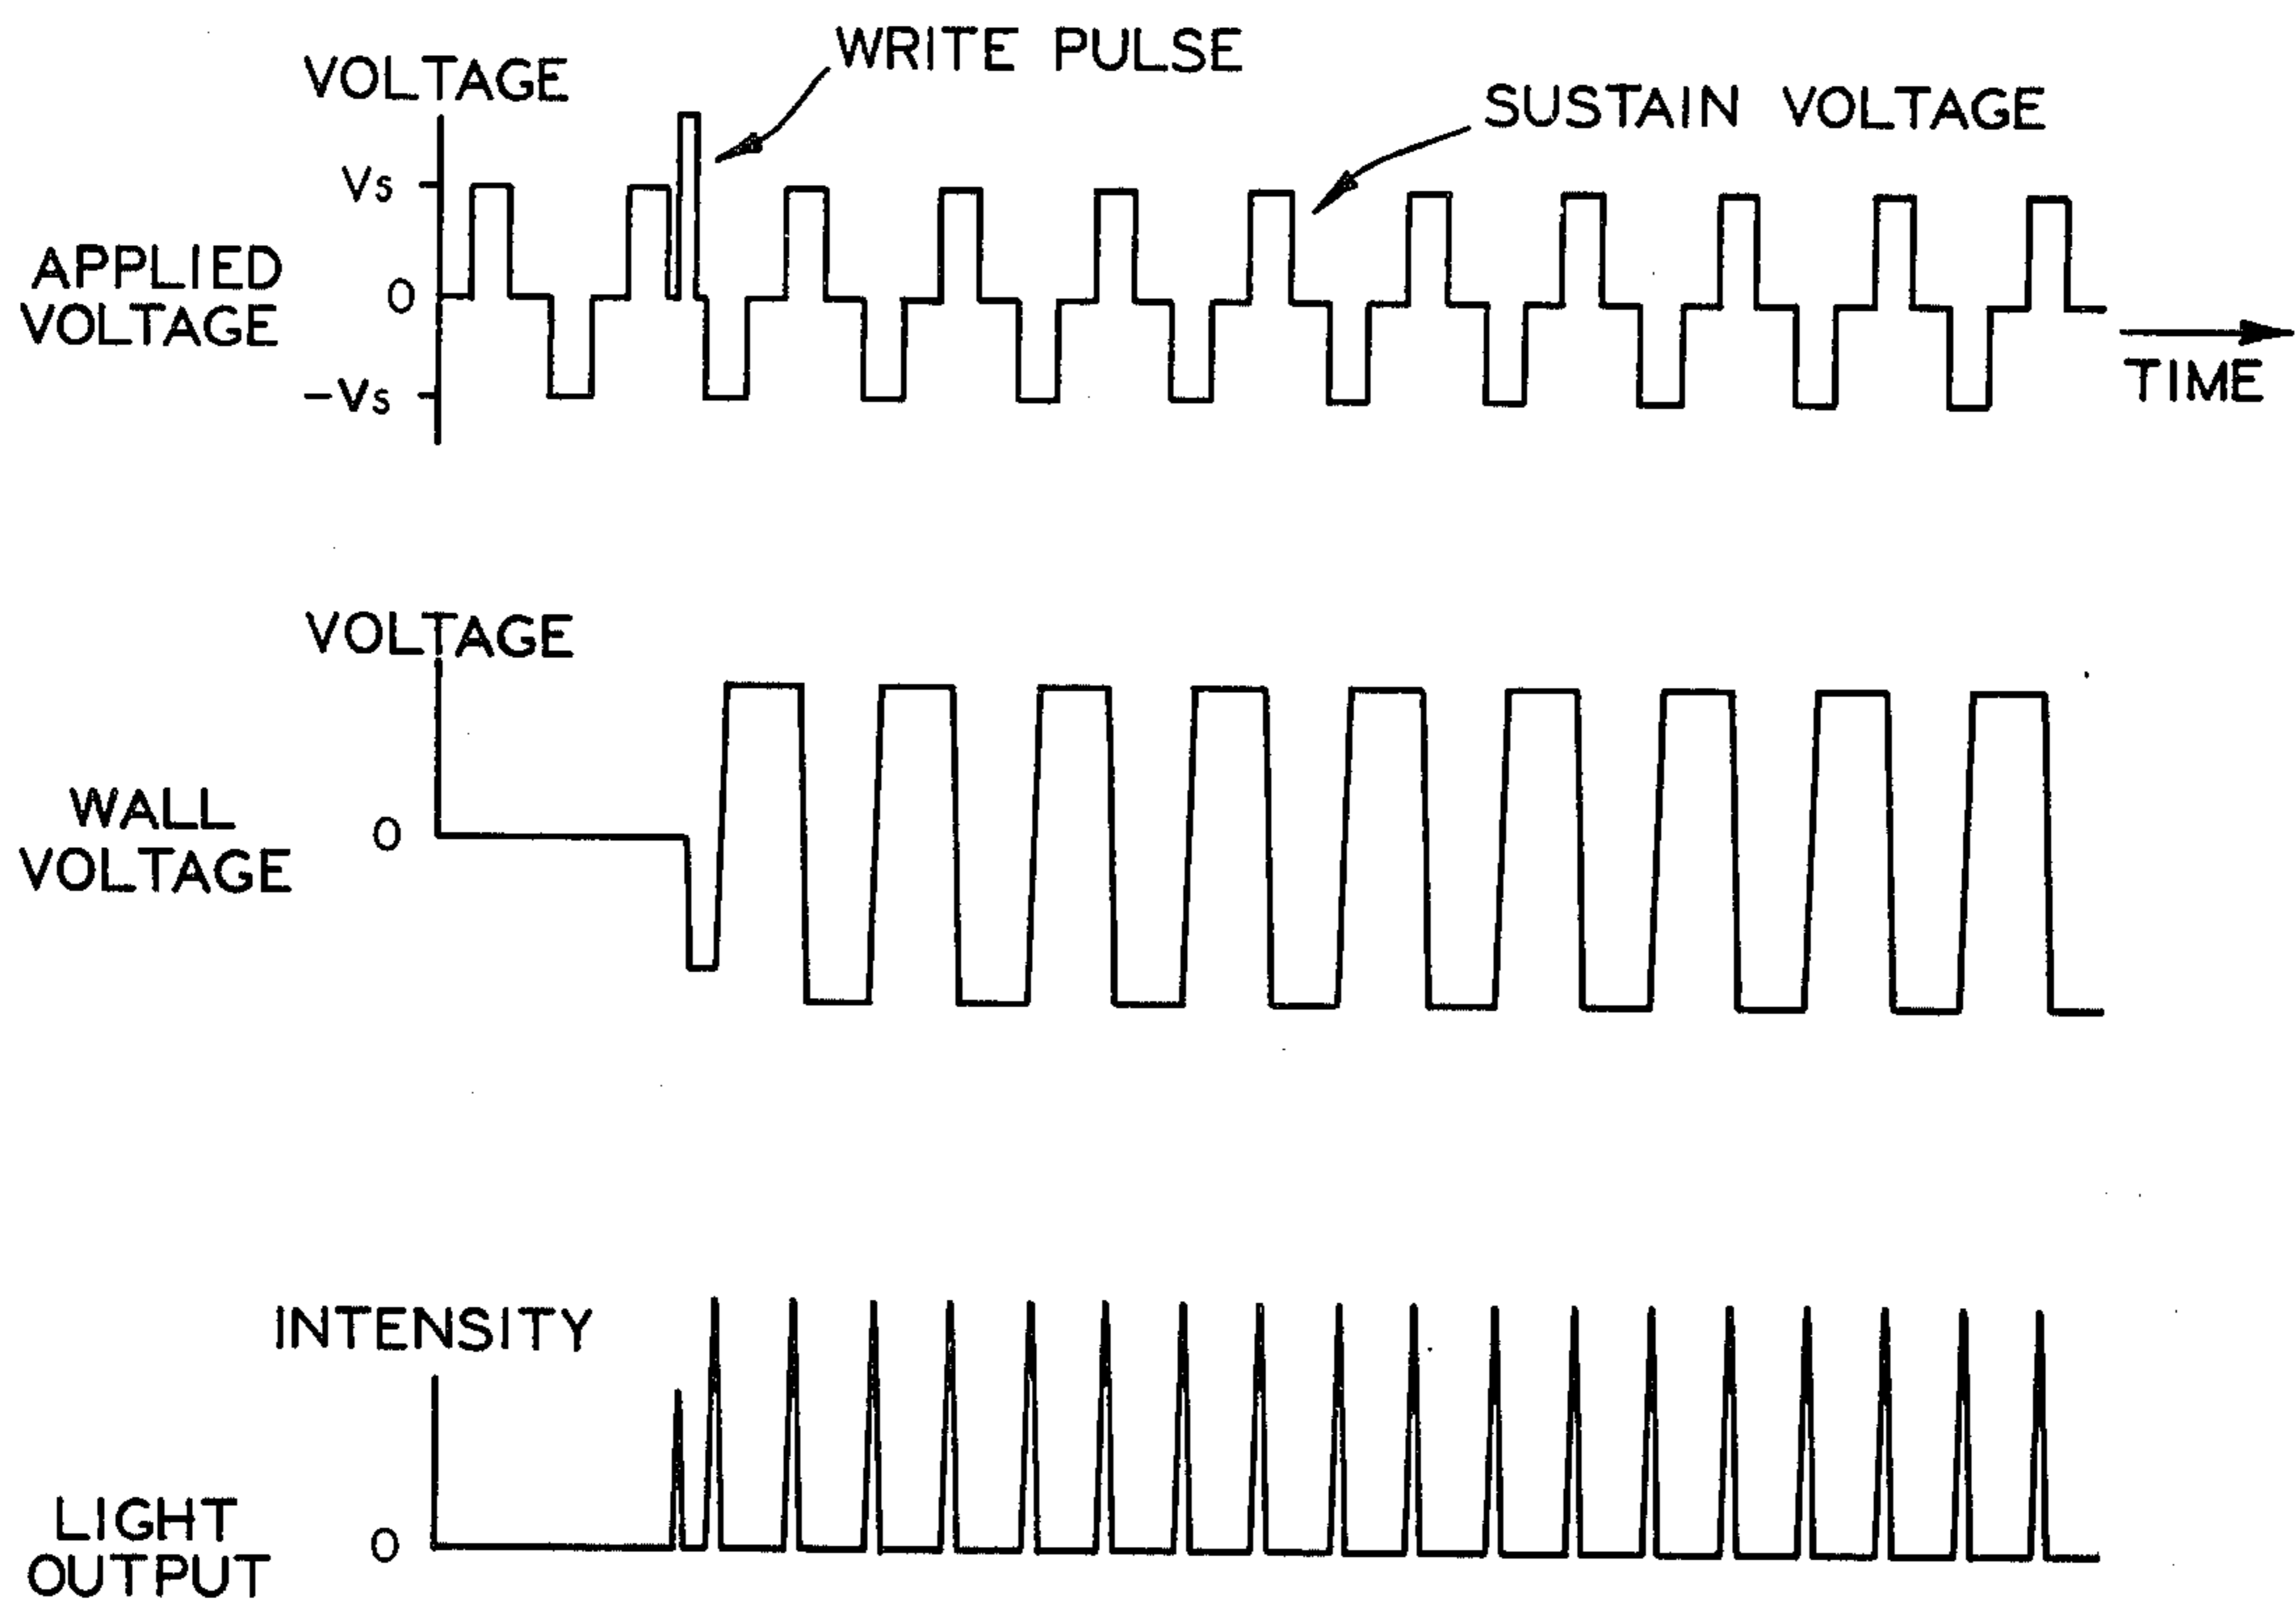 WRITE PULSE
VOLTAGE
SUSTAIN VOLTAGE
Vs
APPLIED
VOLTAGE
0
-Vs
TIME
VOLTAGE
WALL
VOLTAGE
0
INTENSITY
LIGHT
OUTPUT
0